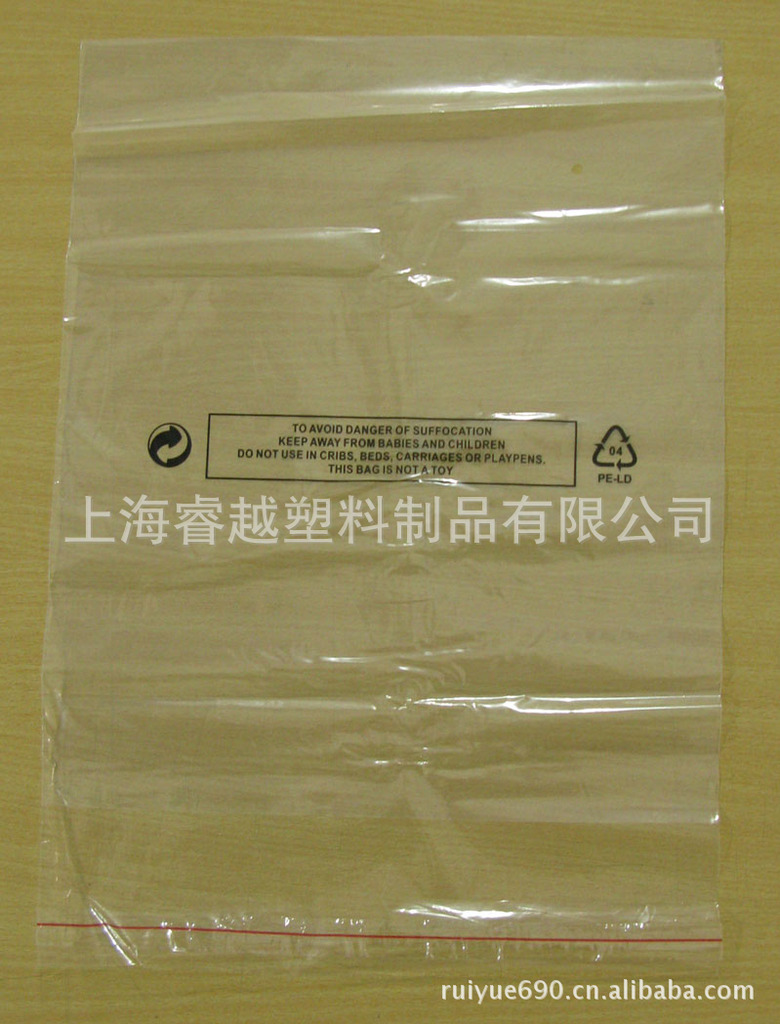 TO AVOID DANGER OF SUFFOCATION
KEEP AWAY FROM BABIES AND CHILDREN
DO NOT USE IN CRIBS, BEDS, CARRIAGES OR PLAYPENS.
THIS BAG IS NOT A TOY
04
PE-LD
上海睿越塑料制品有限公司
ruiyue690.cn.alibaba.com